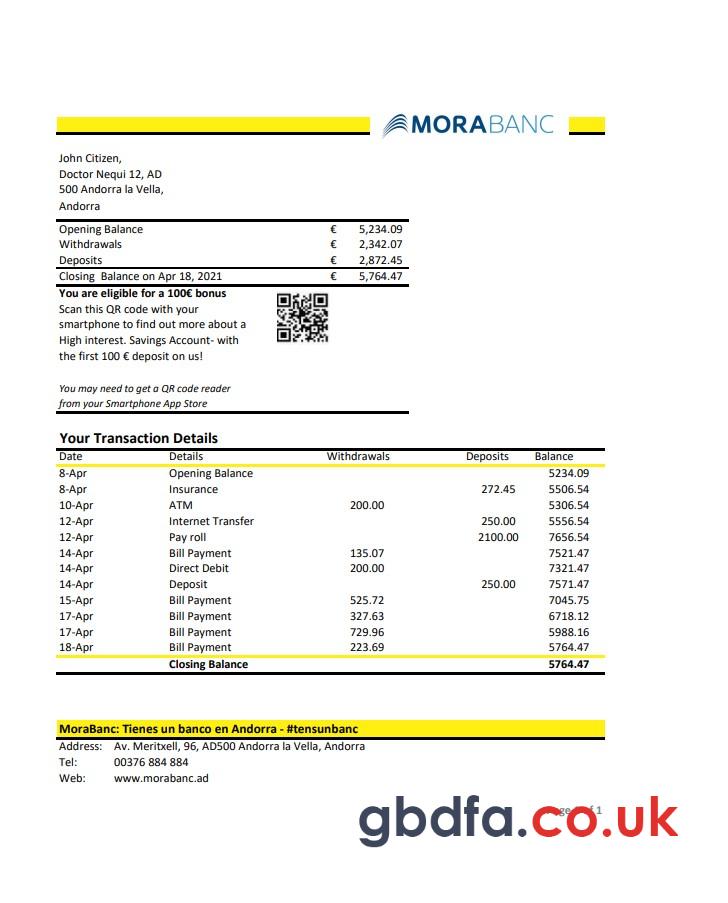 MORABANC
John Citizen,
Doctor Nequi 12, AD
500 Andorra la Vella,
Andorra
Opening Balance € 5,234.09
Withdrawals € 2,342.07
Deposits € 2,872.45
Closing Balance on Apr 18, 2021 € 5,764.47
You are eligible for a 100€ bonus
Scan this QR code with your
smartphone to find out more about a
High interest. Savings Account- with
the first 100 € deposit on us!
You may need to get a QR code reader
from your Smartphone App Store
Your Transaction Details
Date Details Withdrawals Deposits Balance
8-Apr Opening Balance 5234.09
8-Apr Insurance 272.45 5506.54
10-Apr ATM 200.00 5306.54
12-Apr Internet Transfer 250.00 5556.54
12-Apr Pay roll 2100.00 7656.54
14-Apr Bill Payment 135.07 7521.47
14-Apr Direct Debit 200.00 7321.47
14-Apr Deposit 250.00 7571.47
15-Apr Bill Payment 525.72 7045.75
17-Apr Bill Payment 327.63 6718.12
17-Apr Bill Payment 729.96 5988.16
18-Apr Bill Payment 223.69 5764.47
Closing Balance 5764.47
MoraBanc: Tienes un banco en Andorra - #tensunbanc
Address: Av. Meritxell, 96, AD500 Andorra la Vella, Andorra
Tel: 00376 884 884
Web: www.morabanc.ad
gbdfa.co.uk